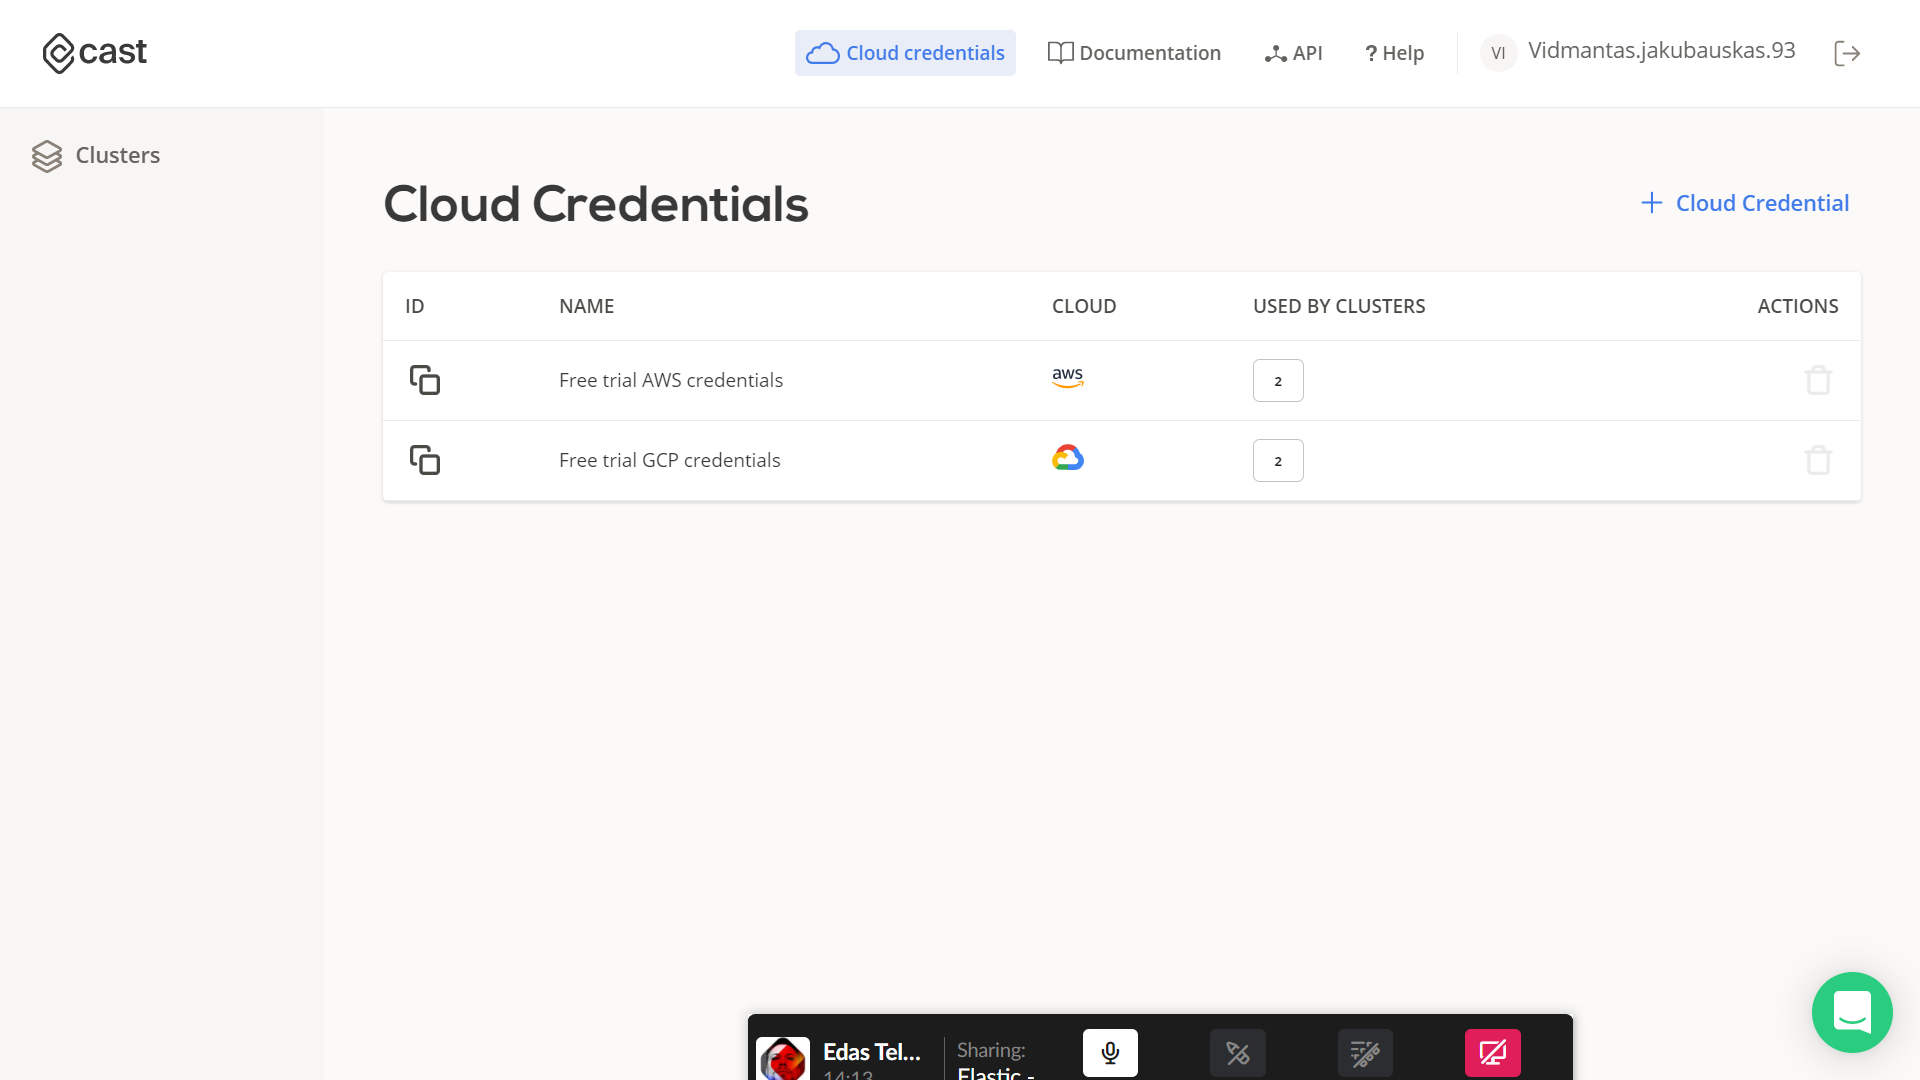 cast
Cloud credentials
Documentation
API
? Help
VI
Vidmantas.jakubauskas.93
Clusters
Cloud Credentials
+ Cloud Credential
ID NAME CLOUD USED BY CLUSTERS ACTIONS
Free trial AWS credentials aws 2
Free trial GCP credentials 2
Edas Tel...
14:13
Sharing:
Elastic -